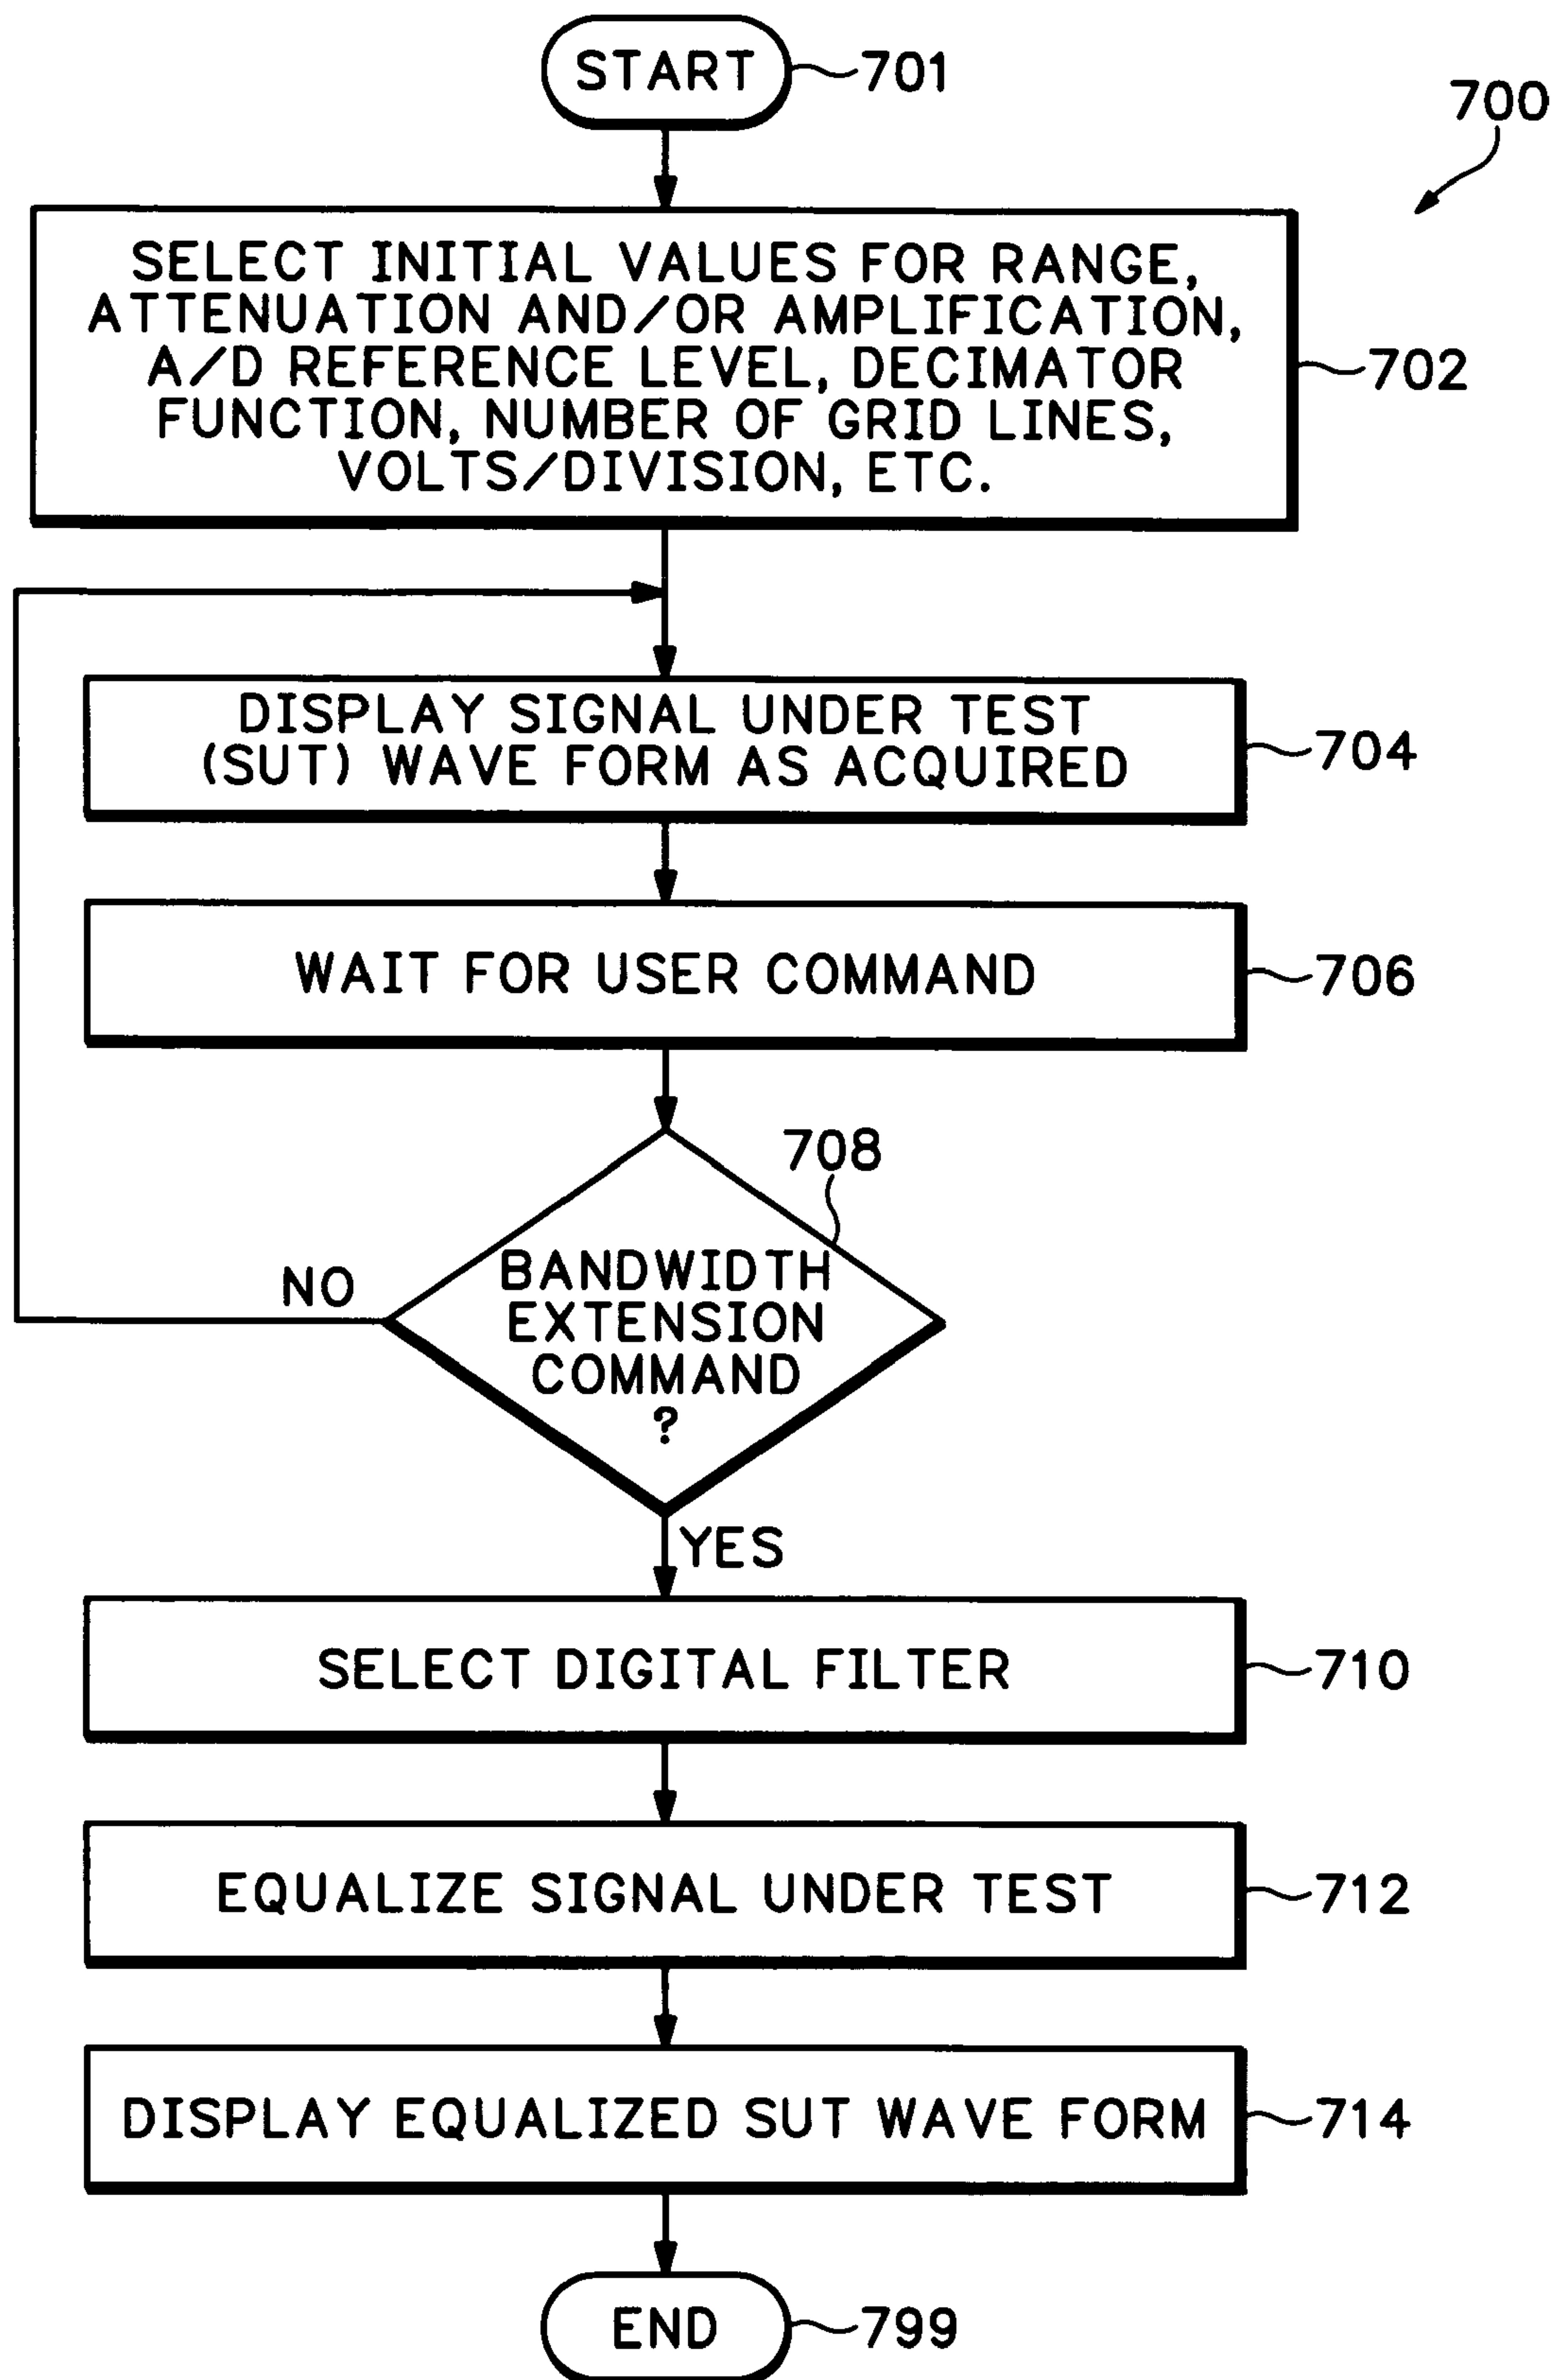 START
701
700
SELECT INITIAL VALUES FOR RANGE,
ATTENUATION AND/OR AMPLIFICATION,
A/D REFERENCE LEVEL, DECIMATOR
FUNCTION, NUMBER OF GRID LINES,
VOLTS/DIVISION, ETC.
702
DISPLAY SIGNAL UNDER TEST
(SUT) WAVE FORM AS ACQUIRED
704
WAIT FOR USER COMMAND
706
708
BANDWIDTH
EXTENSION
COMMAND
?
NO
YES
SELECT DIGITAL FILTER
710
EQUALIZE SIGNAL UNDER TEST
712
DISPLAY EQUALIZED SUT WAVE FORM
714
END
799